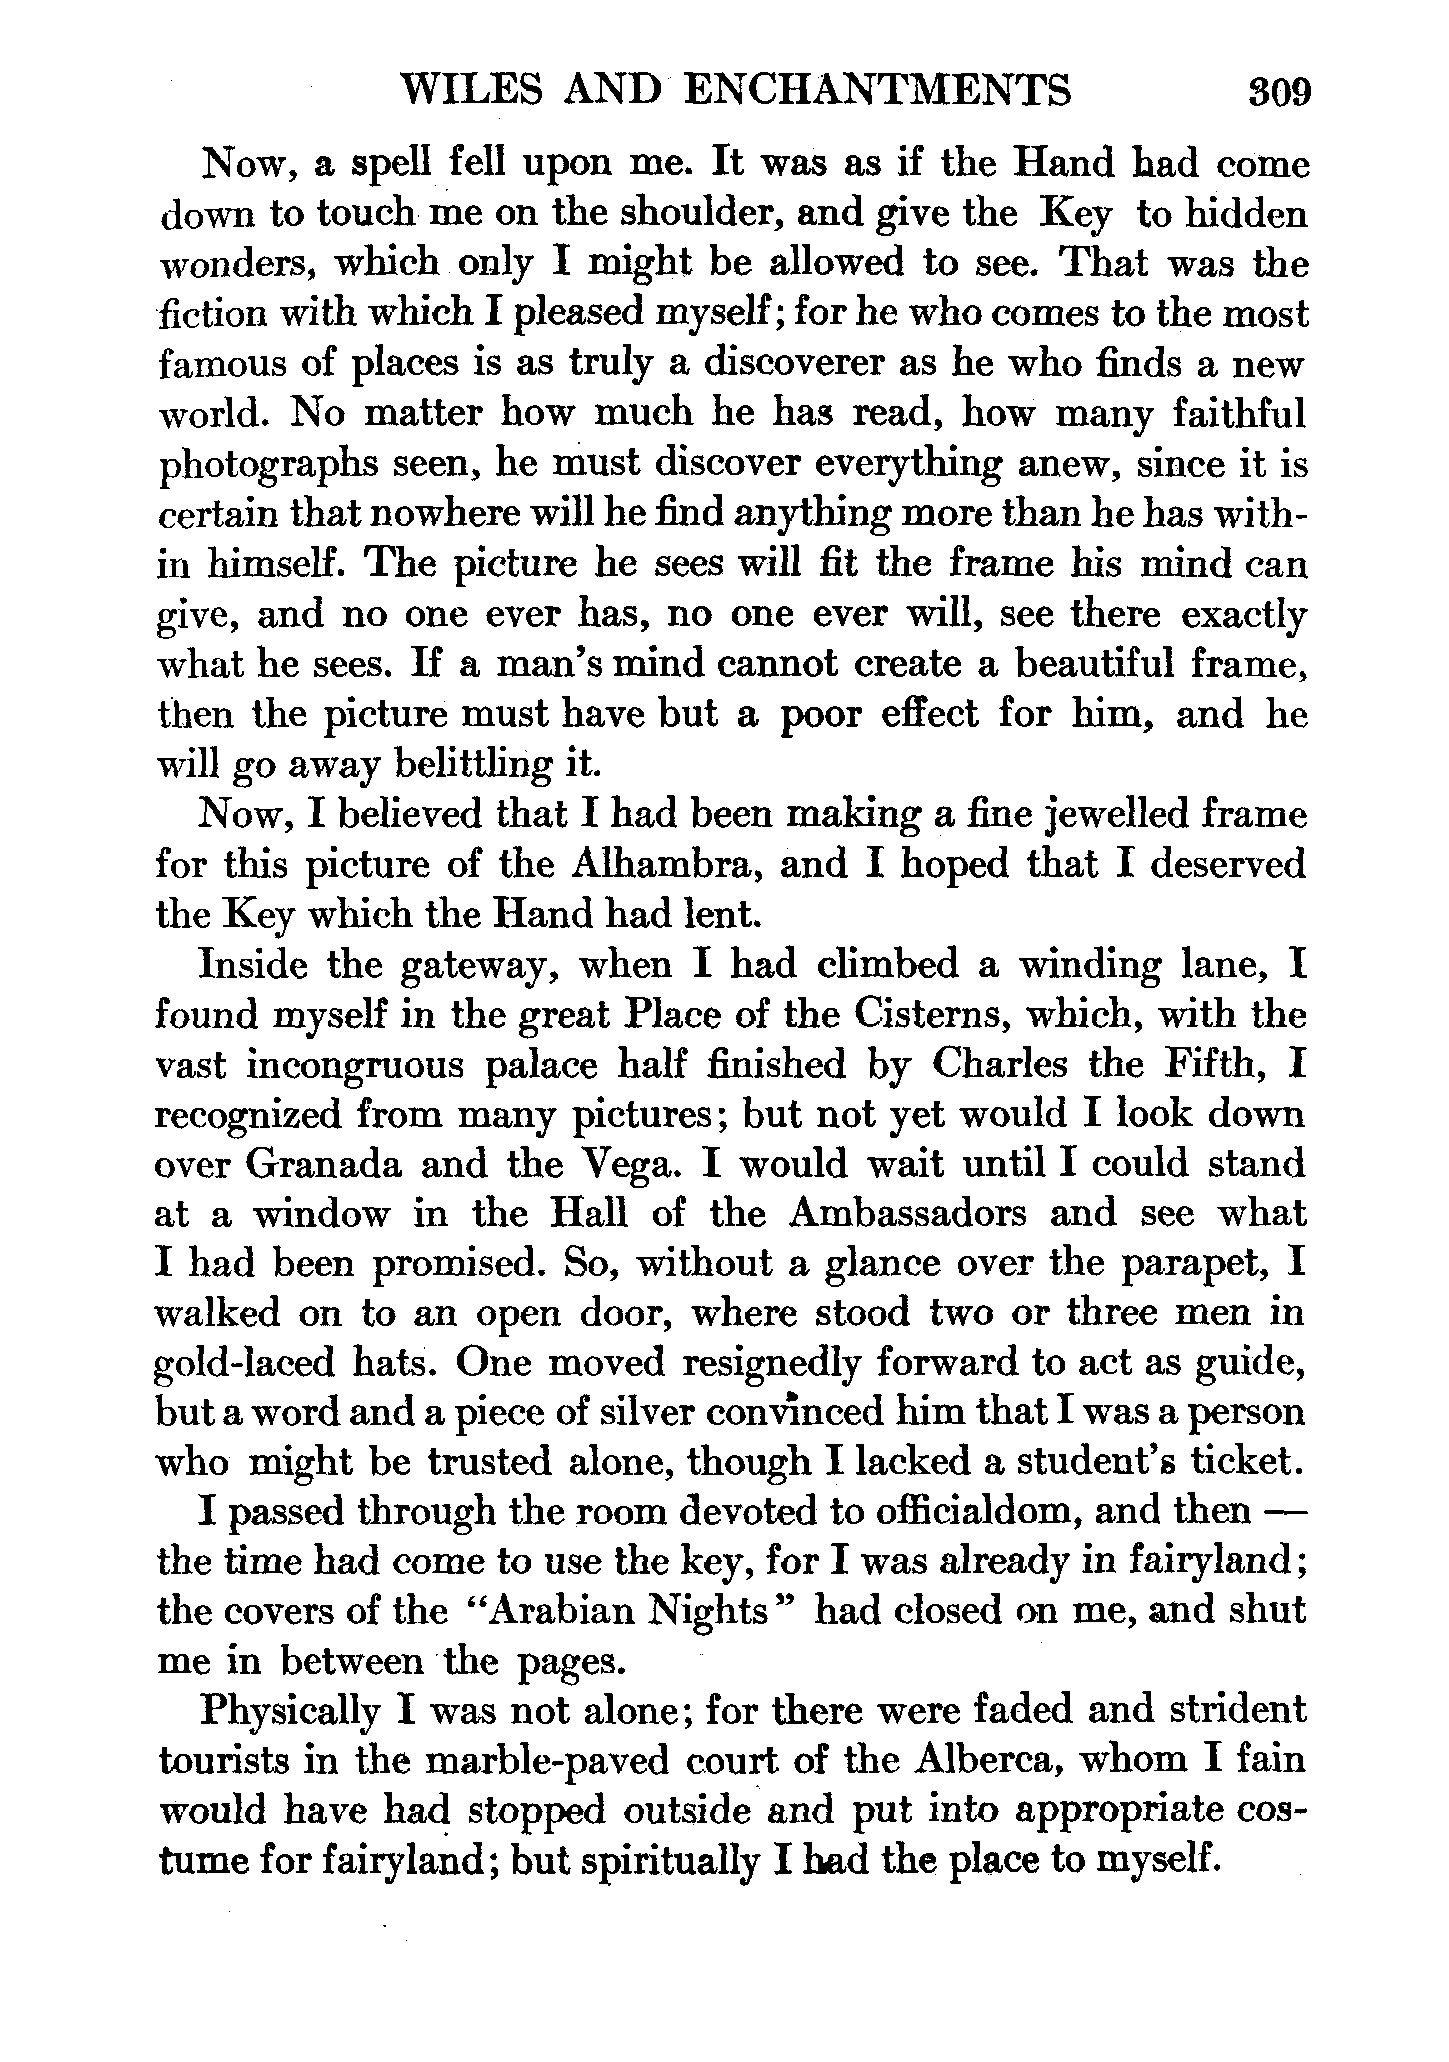 WILES AND ENCHANTMENTS 309
Now, a spell fell upon me. It was as if the Hand had come
down to touch me on the shoulder, and give the Key to hidden
wonders, which only I might be allowed to see. That was the
fiction with which I pleased myself; for he who comes to the most
famous of places is as truly a discoverer as he who finds a new
world. No matter how much he has read, how many faithful
photographs seen, he must discover everything anew, since it is
certain that nowhere will he find anything more than he has with-
in himself. The picture he sees will fit the frame his mind can
give, and no one ever has, no one ever will, see there exactly
what he sees. If a man's mind cannot create a beautiful frame,
then the picture must have but a poor effect for him, and he
will go away belittling it.
Now, I believed that I had been making a fine jewelled frame
for this picture of the Alhambra, and I hoped that I deserved
the Key which the Hand had lent.
Inside the gateway, when I had climbed a winding lane, I
found myself in the great Place of the Cisterns, which, with the
vast incongruous palace half finished by Charles the Fifth, I
recognized from many pictures; but not yet would I look down
over Granada and the Vega. I would wait until I could stand
at a window in the Hall of the Ambassadors and see what
I had been promised. So, without a glance over the parapet, I
walked on to an open door, where stood two or three men in
gold-laced hats. One moved resignedly forward to act as guide,
but a word and a piece of silver convinced him that I was a person
who might be trusted alone, though I lacked a student's ticket.
I passed through the room devoted to officialdom, and then —
the time had come to use the key, for I was already in fairyland;
the covers of the "Arabian Nights" had closed on me, and shut
me in between the pages.
Physically I was not alone; for there were faded and strident
tourists in the marble-paved court of the Alberca, whom I fain
would have had stopped outside and put into appropriate cos-
tume for fairyland; but spiritually I had the place to myself.